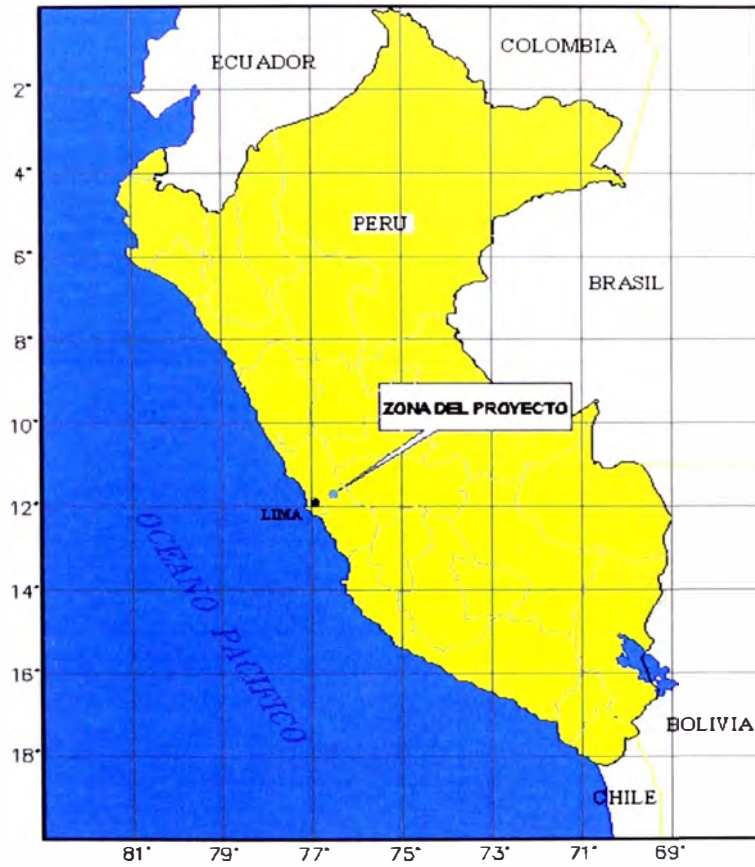 ECUADOR
COLOMBIA
2°
4°
PERU
6°
BRASIL
8°
ZONA DEL PROYECTO
10°
12°
LIMA
OCEANO PACIFICO
14°
16°
BOLIVIA
18°
CHILE
81° 79° 77° 75° 73° 71° 69°